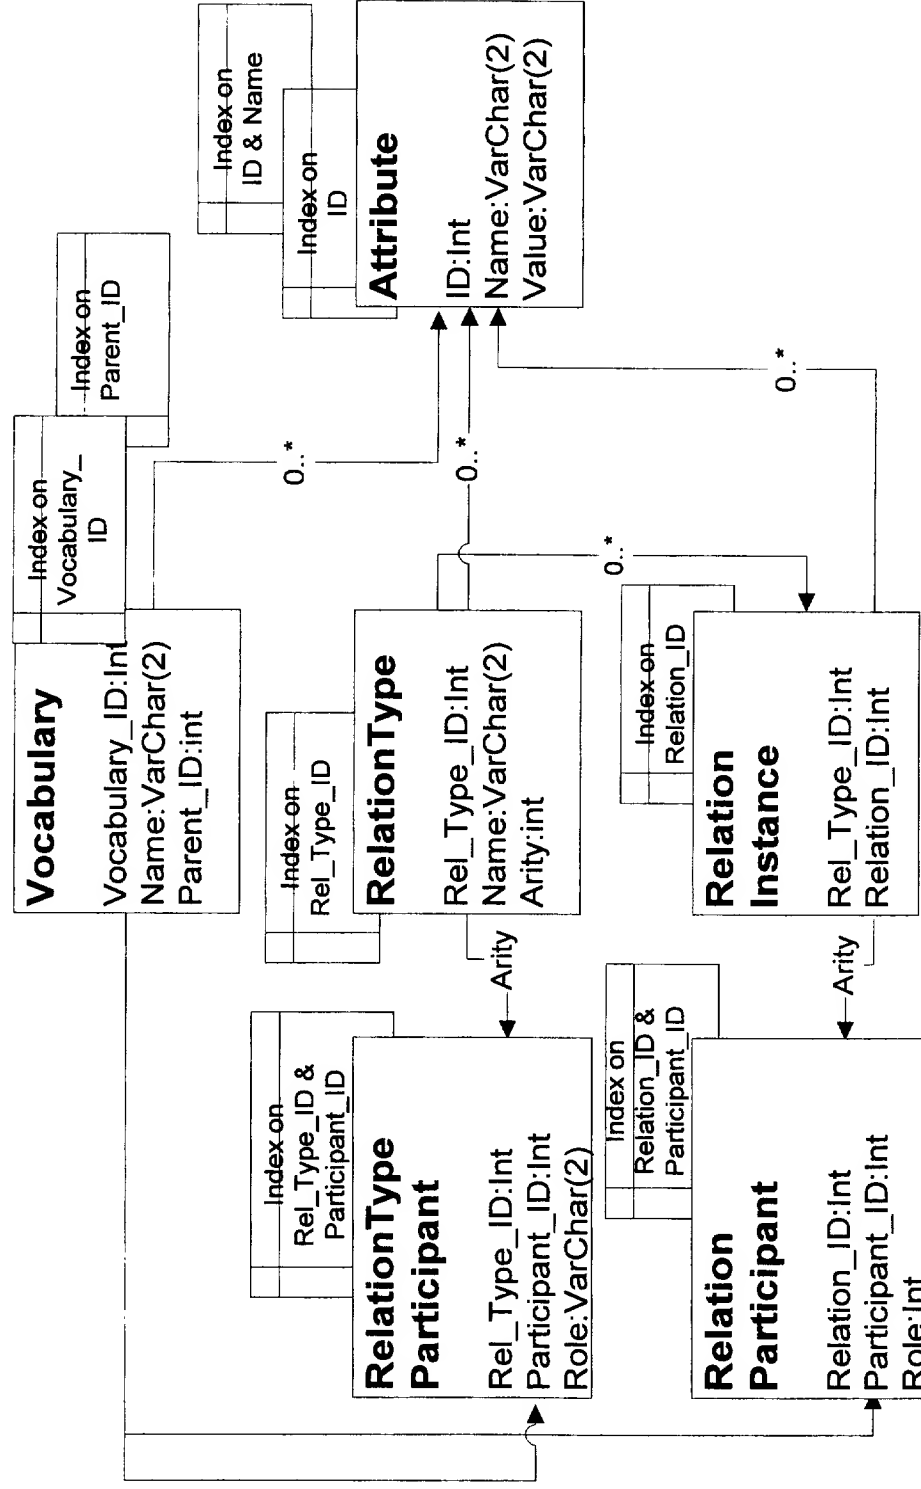 Vocabulary
Vocabulary_ID:Int
Name:VarChar(2)
Parent_ID:int
Index on
Vocabulary_
ID
Index on
Parent_ID
0..*
Index on
ID & Name
Index on
ID
Attribute
ID:Int
Name:VarChar(2)
Value:VarChar(2)
Index on
Rel_Type_ID &
Participant_ID
RelationType
Participant
Rel_Type_ID:Int
Participant_ID:Int
Role:VarChar(2)
Arity
Index on
Rel_Type_ID
RelationType
Rel_Type_ID:Int
Name:VarChar(2)
Arity:int
0..*
0..*
Index on
Relation_ID &
Participant_ID
Relation
Participant
Relation_ID:Int
Participant_ID:Int
Role:Int
Arity
Index on
Relation_ID
Relation
Instance
Rel_Type_ID:Int
Relation_ID:Int
0..*